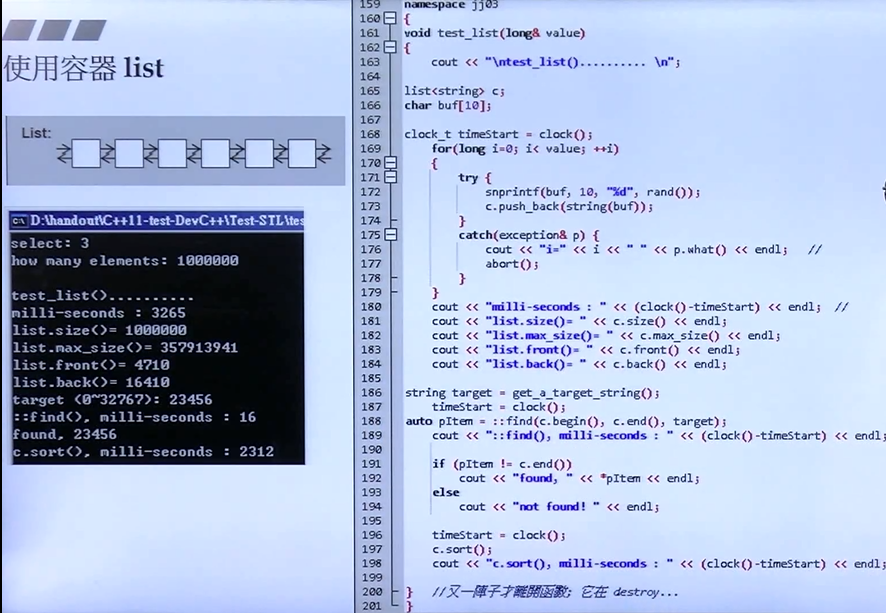 使用容器 list
List:
D:\handout\C++11-test-DevC++\Test-STL\tes
select: 3
how many elements: 1000000
test_list()..........
milli-seconds : 3265
list.size()= 1000000
list.max_size()= 357913941
list.front()= 4710
list.back()= 16410
target (0~32767): 23456
::find(), milli-seconds : 16
found, 23456
c.sort(), milli-seconds : 2312
159 namespace jj03
160 {
161 void test_list(long& value)
162 {
163 cout << "\ntest_list().......... \n";
164
165 list<string> c;
166 char buf[10];
167
168 clock_t timeStart = clock();
169 for(long i=0; i< value; ++i)
170 {
171 try {
172 snprintf(buf, 10, "%d", rand());
173 c.push_back(string(buf));
174 }
175 catch(exception& p) {
176 cout << "i=" << i << " " << p.what() << endl; //
177 abort();
178 }
179 }
180 cout << "milli-seconds : " << (clock()-timeStart) << endl; //
181 cout << "list.size()= " << c.size() << endl;
182 cout << "list.max_size()= " << c.max_size() << endl;
183 cout << "list.front()= " << c.front() << endl;
184 cout << "list.back()= " << c.back() << endl;
185
186 string target = get_a_target_string();
187 timeStart = clock();
188 auto pItem = ::find(c.begin(), c.end(), target);
189 cout << "::find(), milli-seconds : " << (clock()-timeStart) << endl;
190
191 if (pItem != c.end())
192 cout << "found, " << *pItem << endl;
193 else
194 cout << "not found! " << endl;
195
196 timeStart = clock();
197 c.sort();
198 cout << "c.sort(), milli-seconds : " << (clock()-timeStart) << endl;
199
200 } //又一陣子才離開函數; 它在 destroy...
201 }